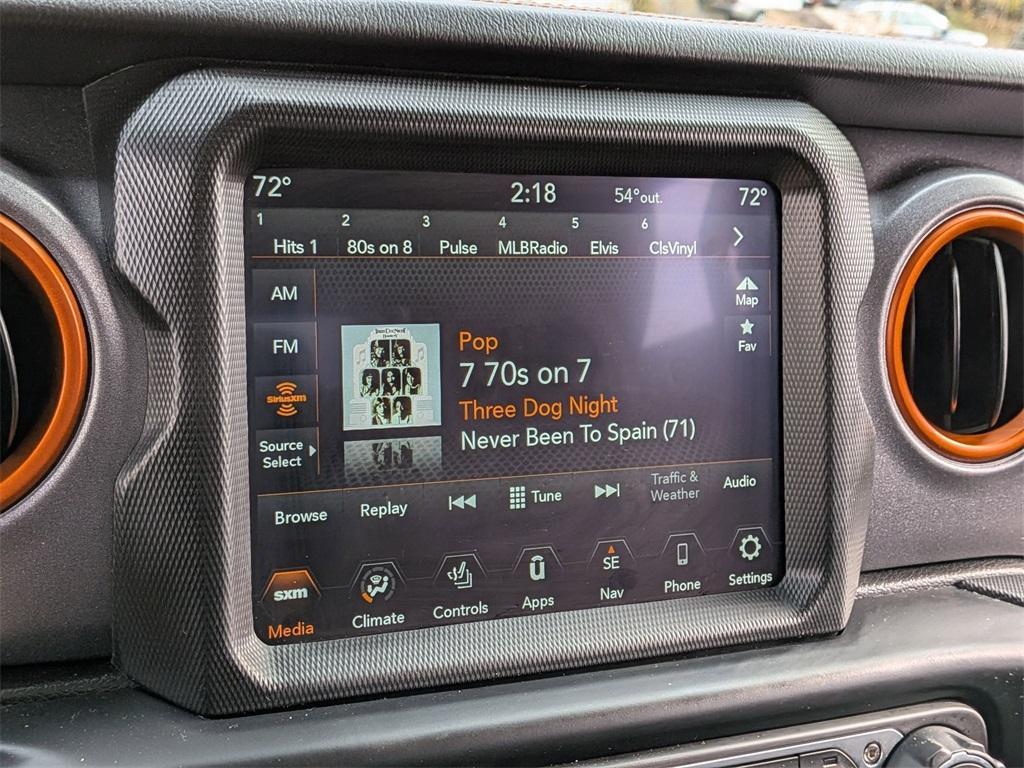 72° 2:18 54°out. 72°
1 2 3 4 5 6
Hits 1 80s on 8 Pulse MLBRadio Elvis ClsVinyl
AM
FM
SiriusXM
Source
Select
Map
Fav
Pop
7 70s on 7
Three Dog Night
Never Been To Spain (71)
Browse Replay Tune Traffic &
Weather Audio
sxm SE
Media Climate Controls Apps Nav Phone Settings